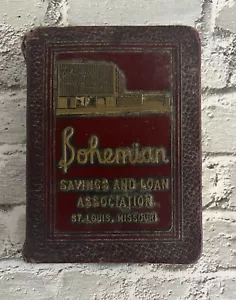 Bohemian
SAVINGS AND LOAN
ASSOCIATION
ST. LOUIS, MISSOURI